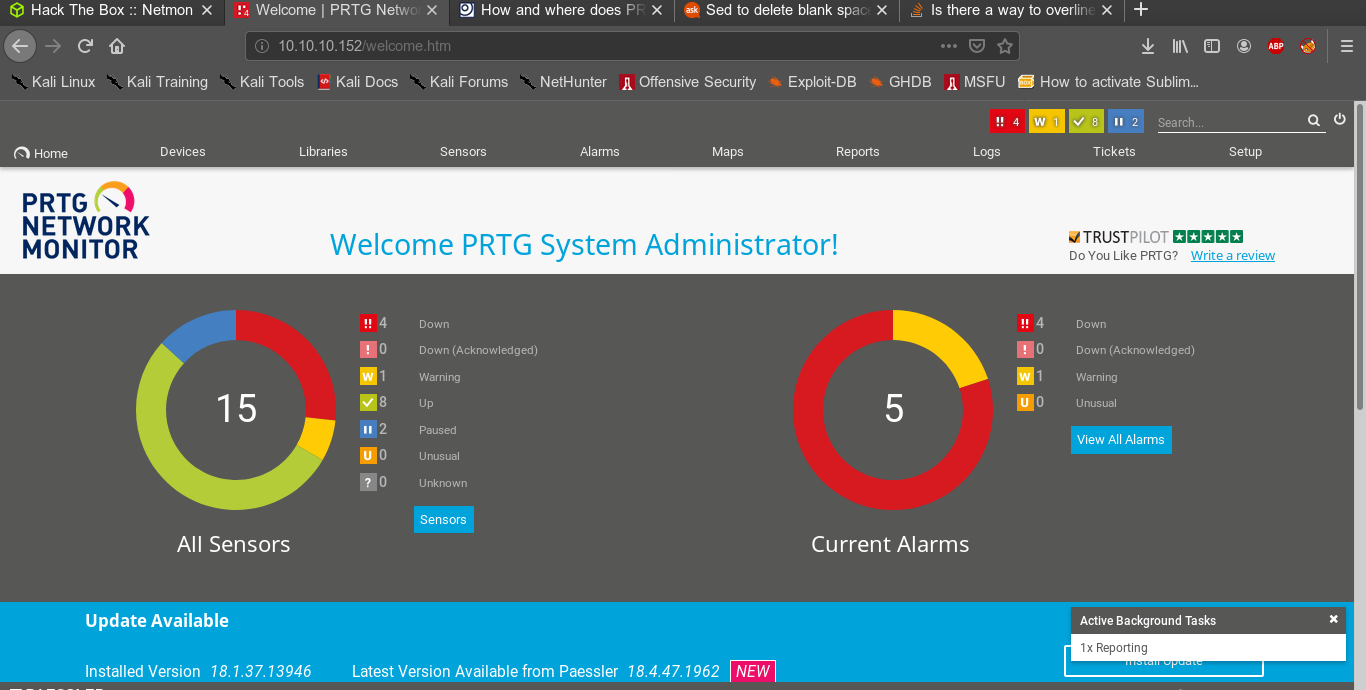 Hack The Box :: Netmon
Welcome | PRTG Netwo
How and where does PR
Sed to delete blank spac
Is there a way to overline
10.10.10.152/welcome.htm
ABP
Kali Linux Kali Training Kali Tools Kali Docs Kali Forums NetHunter Offensive Security Exploit-DB GHDB MSFU How to activate Sublim…
!! 4 W 1 8 2 Search...
Home Devices Libraries Sensors Alarms Maps Reports Logs Tickets Setup
PRTG
NETWORK
MONITOR
Welcome PRTG System Administrator!
TRUSTPILOT
Do You Like PRTG? Write a review
15
!! 4 Down
! 0 Down (Acknowledged)
W 1 Warning
8 Up
2 Paused
U 0 Unusual
? 0 Unknown
Sensors
All Sensors
5
!! 4 Down
! 0 Down (Acknowledged)
W 1 Warning
U 0 Unusual
View All Alarms
Current Alarms
Update Available
Installed Version 18.1.37.13946 Latest Version Available from Paessler 18.4.47.1962 NEW
Active Background Tasks
1x Reporting
Install Update